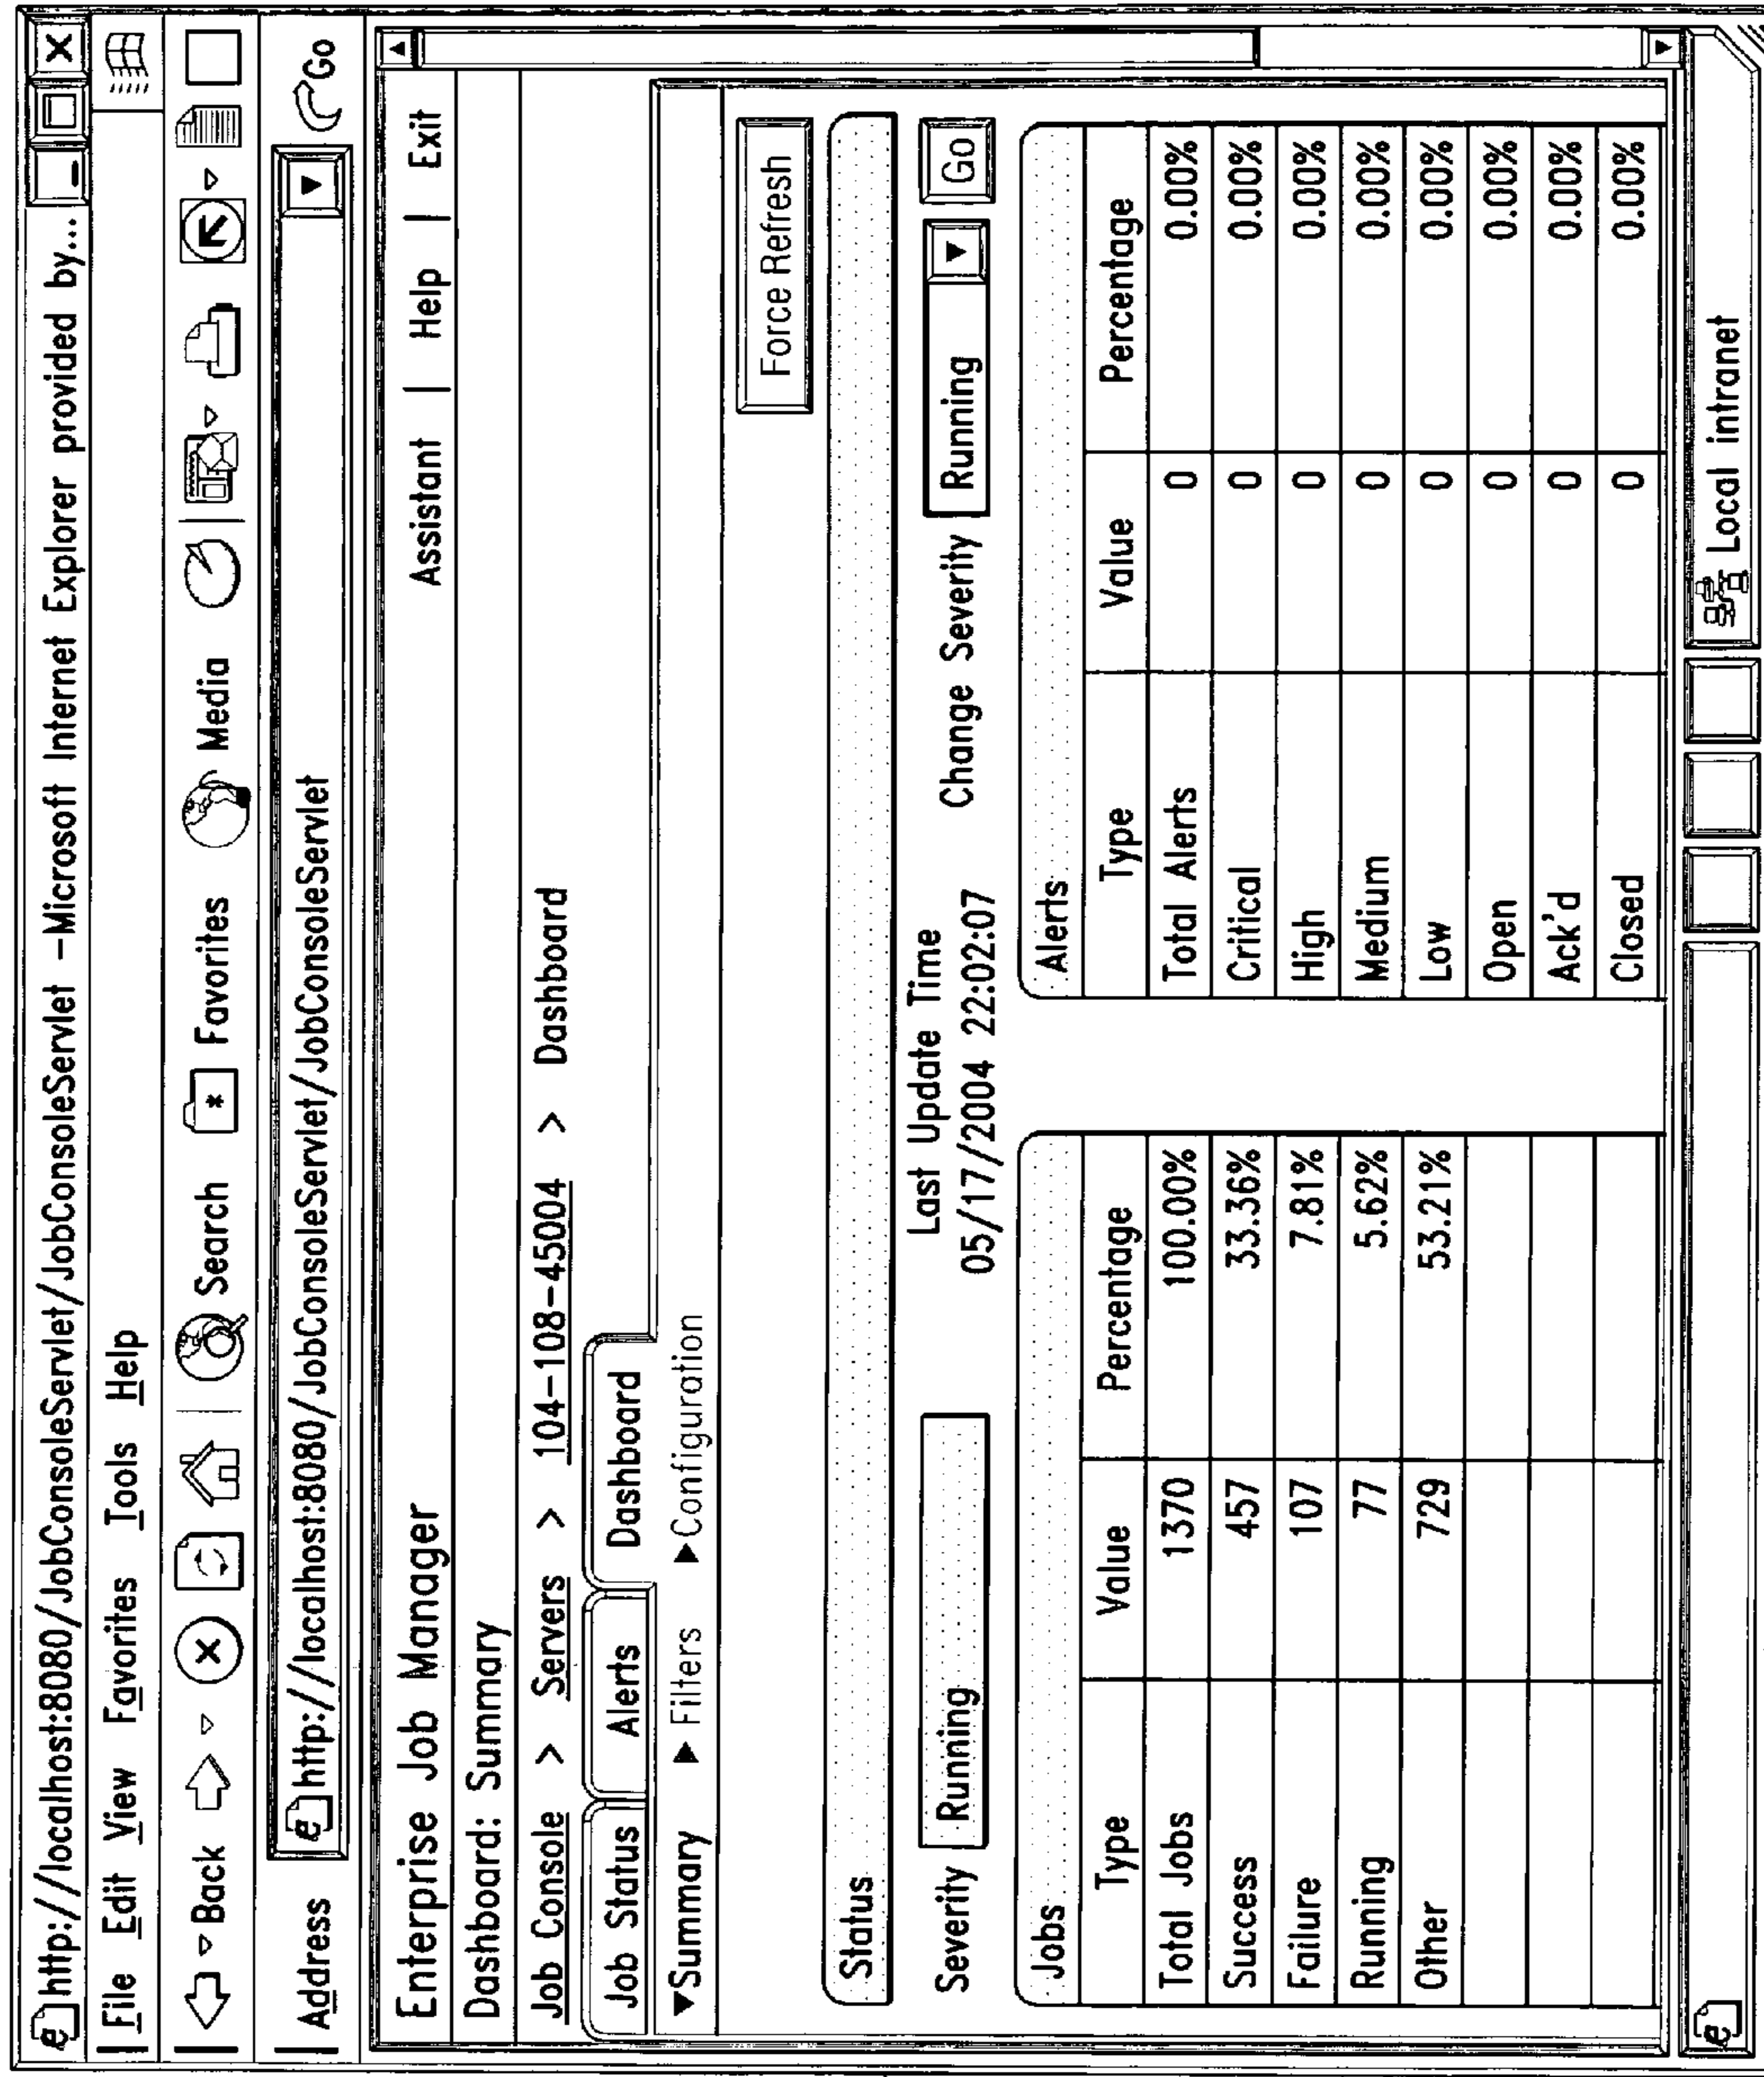 http://localhost:8080/JobConsoleServlet/JobConsoleServlet -Microsoft Internet Explorer provided by...
File Edit View Favorites Tools Help
Back Search Favorites Media
Address http://localhost:8080/JobConsoleServlet/JobConsoleServlet Go
Enterprise Job Manager Assistant | Help | Exit
Dashboard: Summary
Job Console > Servers > 104-108-45004 > Dashboard
Job Status Alerts Dashboard
▼Summary ▶ Filters ▶Configuration
Force Refresh
Status
Severity Running Last Update Time 05/17/2004 22:02:07 Change Severity Running Go
Jobs
Type Value Percentage
Total Jobs 1370 100.00%
Success 457 33.36%
Failure 107 7.81%
Running 77 5.62%
Other 729 53.21%
Alerts
Type Value Percentage
Total Alerts 0 0.00%
Critical 0 0.00%
High 0 0.00%
Medium 0 0.00%
Low 0 0.00%
Open 0 0.00%
Ack'd 0 0.00%
Closed 0 0.00%
Local intranet